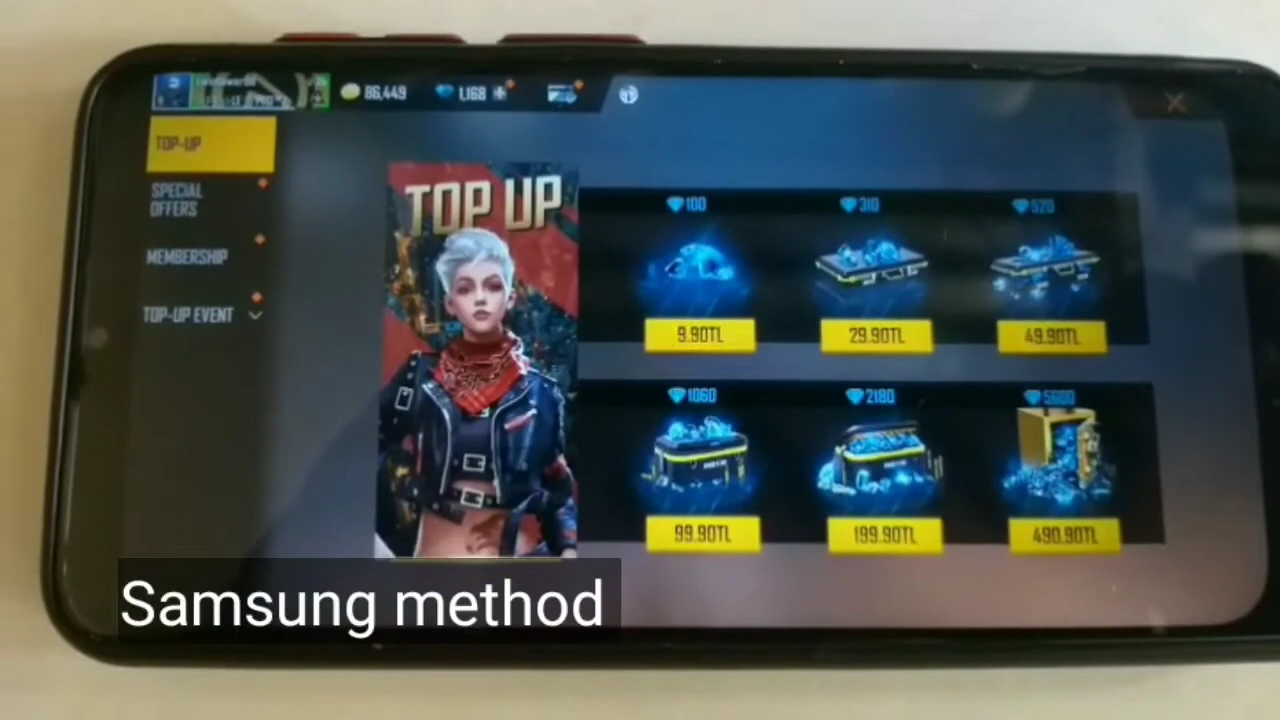 86,449
1,168
TOP-UP
SPECIAL
OFFERS
MEMBERSHIP
TOP-UP EVENT
TOP UP
100
310
520
9.90TL
29.90TL
49.90TL
1060
2180
5600
99.90TL
199.90TL
490.90TL
Samsung method